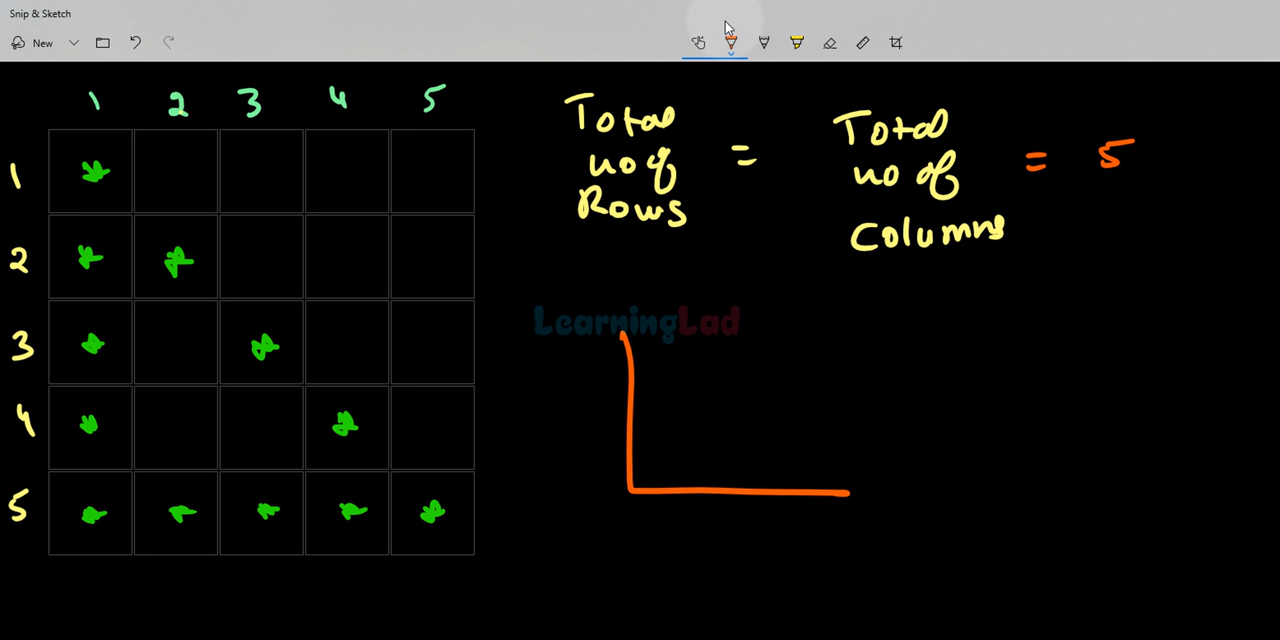 Snip & Sketch
New
1 2 3 4 5
1
2
3
4
5
Total
no of
Rows
=
Total
no of
Columns
= 5
LearningLad